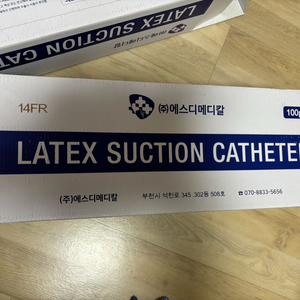 LATEX SUCTION CATHET
14FR
(주)에스디메디칼
100p
LATEX SUCTION CATHETE
(주)에스디메디칼
부천시 석천로 345 .302동 508호
☎ 070-8833-5656